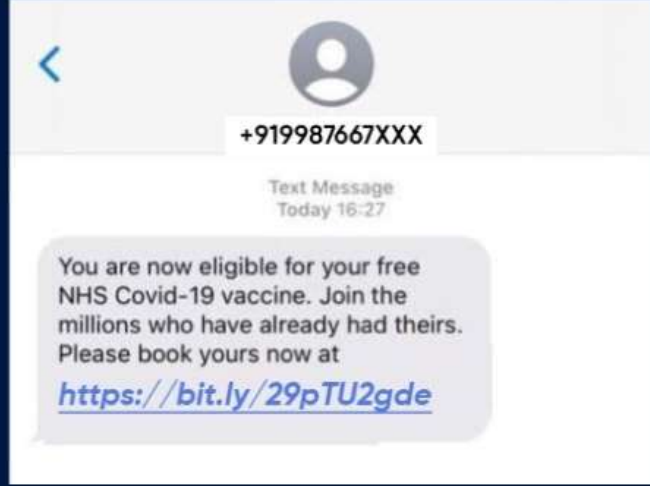 +919987667XXX
Text Message
Today 16:27
You are now eligible for your free
NHS Covid-19 vaccine. Join the
millions who have already had theirs.
Please book yours now at
https://bit.ly/29pTU2gde